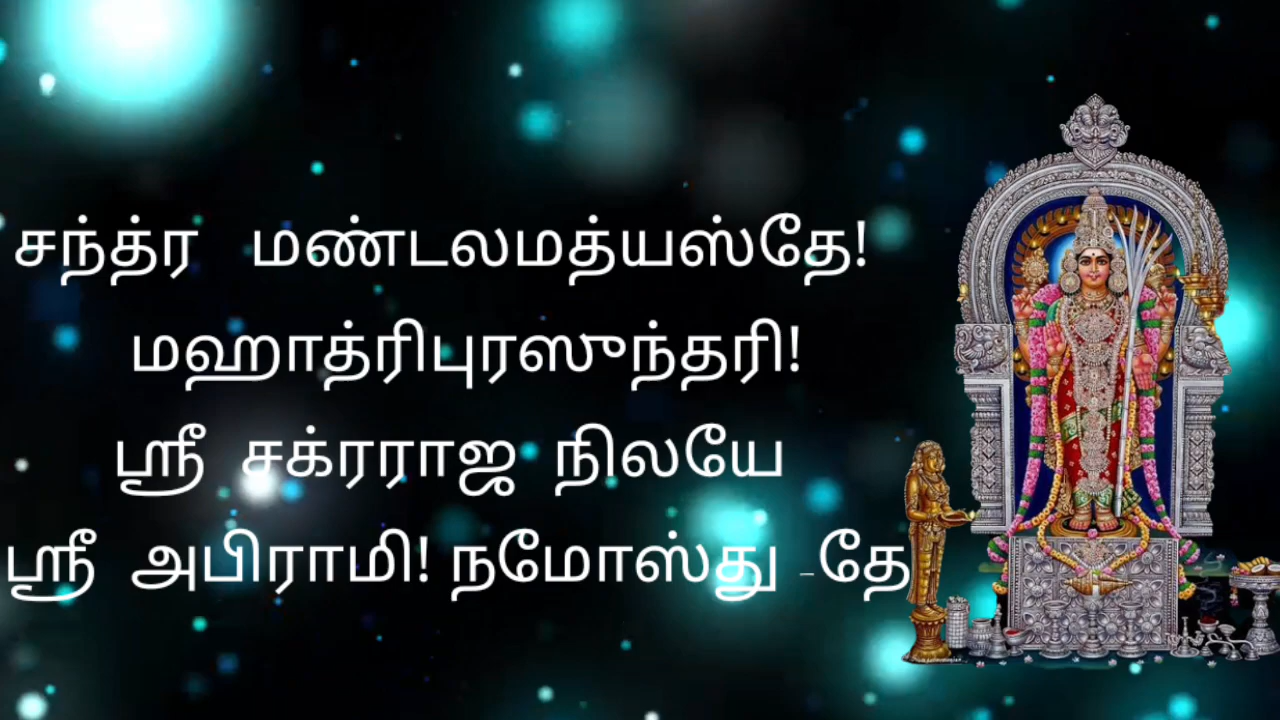 சந்த்ர மண்டலமத்யஸ்தே!
மஹாத்ரிபுரஸுந்தரி!
ஸ்ரீ சக்ரராஜ நிலயே
ஸ்ரீ அபிராமி! நமோஸ்து -தே